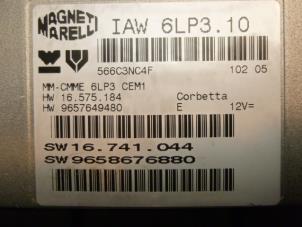 MAGNETI
MARELLI
IAW 6LP3.10
566C3NC4F 102 05
MM-CMME 6LP3 CEM1
HW 16.575.184 Corbetta
HW 9657649480 E 12V=
SW16.741.044
SW9658676880